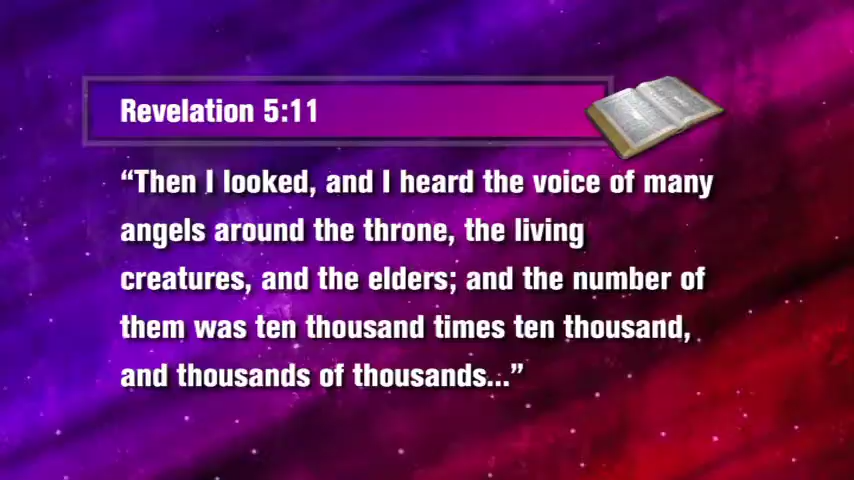 Revelation 5:11
“Then I looked, and I heard the voice of many
angels around the throne, the living
creatures, and the elders; and the number of
them was ten thousand times ten thousand,
and thousands of thousands...”